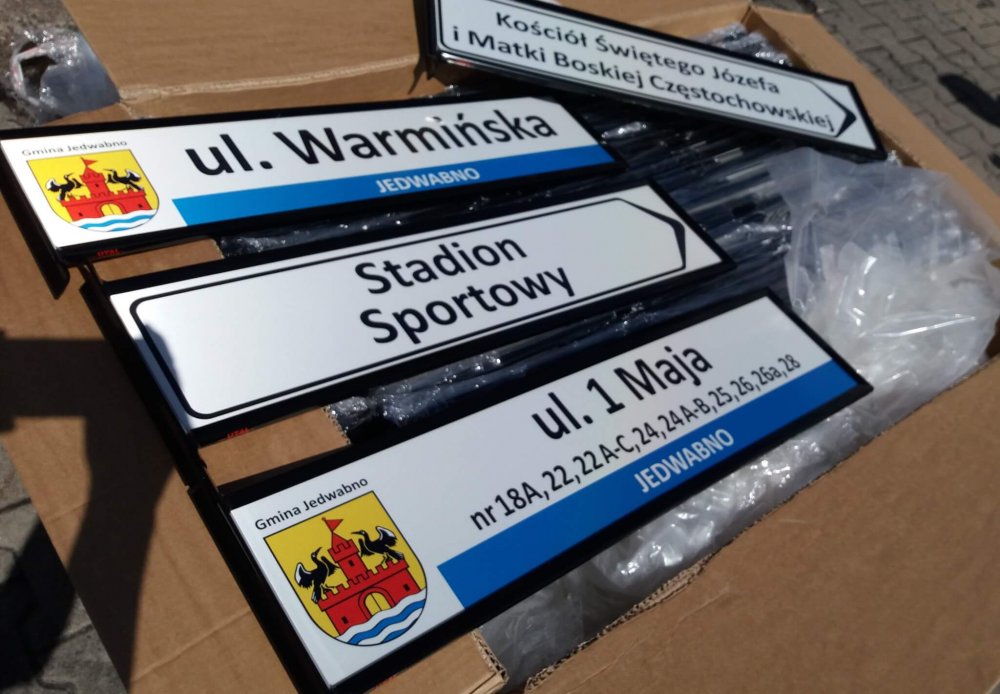 Kościół Świętego Józefa
i Matki Boskiej Częstochowskiej
Gmina Jedwabno
ul. Warmińska
JEDWABNO
Stadion
Sportowy
Gmina Jedwabno
ul. 1 Maja
nr 18A, 22, 22A-C, 24, 24A-B, 25, 26, 26a, 28
JEDWABNO